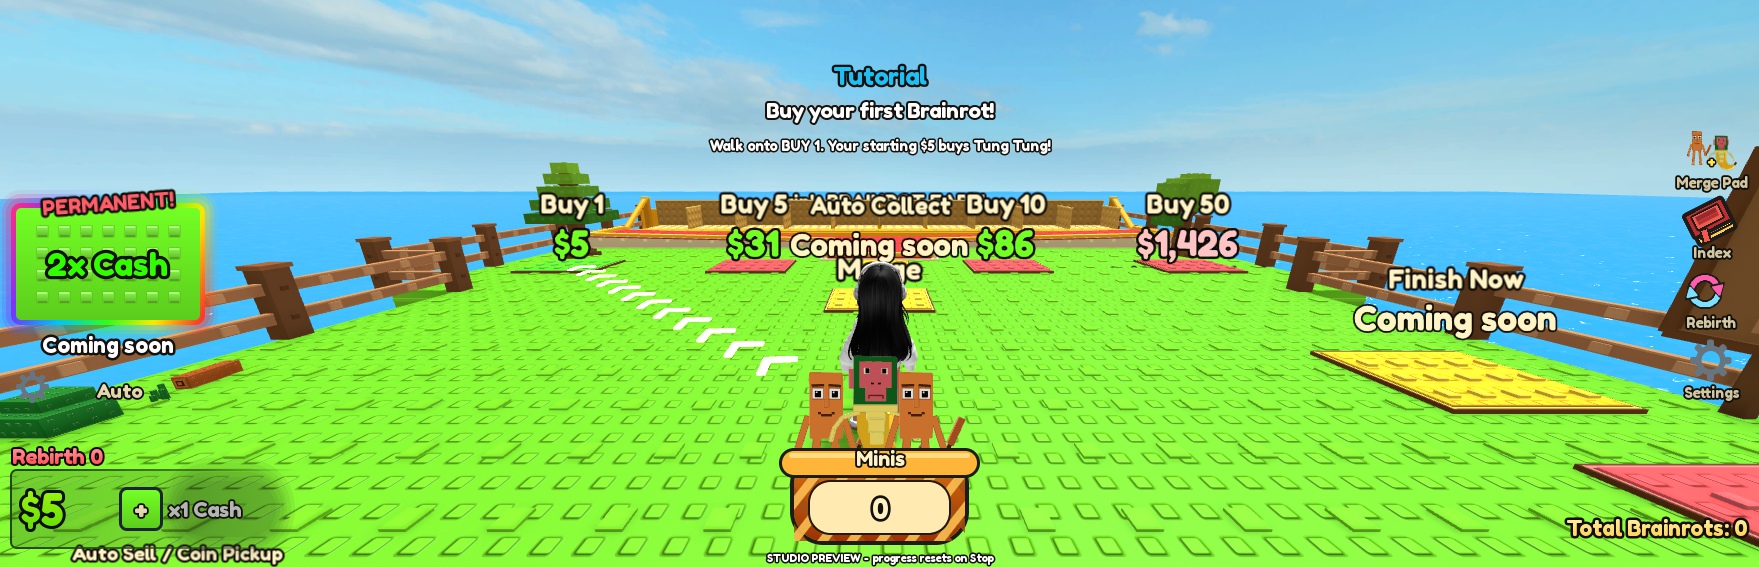 Tutorial
Buy your first Brainrot!
Walk onto BUY 1. Your starting $5 buys Tung Tung!
PERMANENT!
2x Cash
Coming soon
Auto
Buy 1
$5
Buy 5
$31
Auto Collect
Coming soon
Buy 10
$86
Buy 50
$1,426
Merge
Finish Now
Coming soon
Merge Pad
Index
Rebirth
Settings
Rebirth 0
$5
+
x1 Cash
Auto Sell / Coin Pickup
Minis
0
STUDIO PREVIEW - progress resets on Stop
Total Brainrots: 0